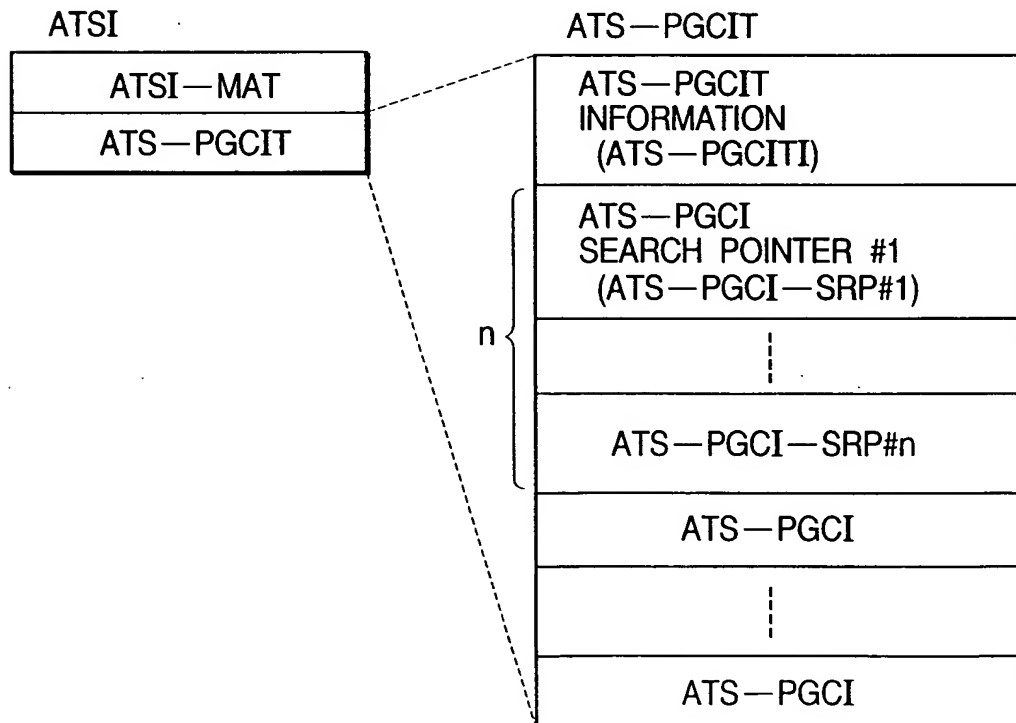 ATSI
ATSI—MAT
ATS—PGCIT
ATS—PGCIT
ATS—PGCIT
INFORMATION
(ATS—PGCITI)
n
ATS—PGCI
SEARCH POINTER #1
(ATS—PGCI—SRP#1)
ATS—PGCI—SRP#n
ATS—PGCI
ATS—PGCI